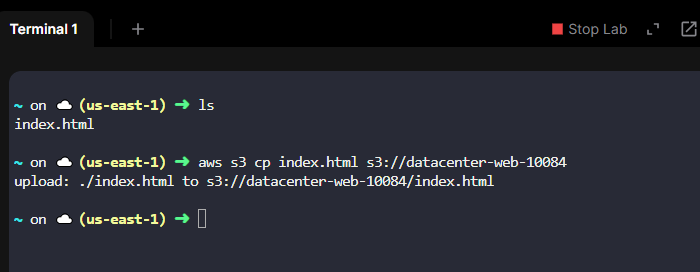 Terminal 1
+
Stop Lab
~ on ☁ (us-east-1) ➜ ls
index.html
~ on ☁ (us-east-1) ➜ aws s3 cp index.html s3://datacenter-web-10084
upload: ./index.html to s3://datacenter-web-10084/index.html
~ on ☁ (us-east-1) ➜